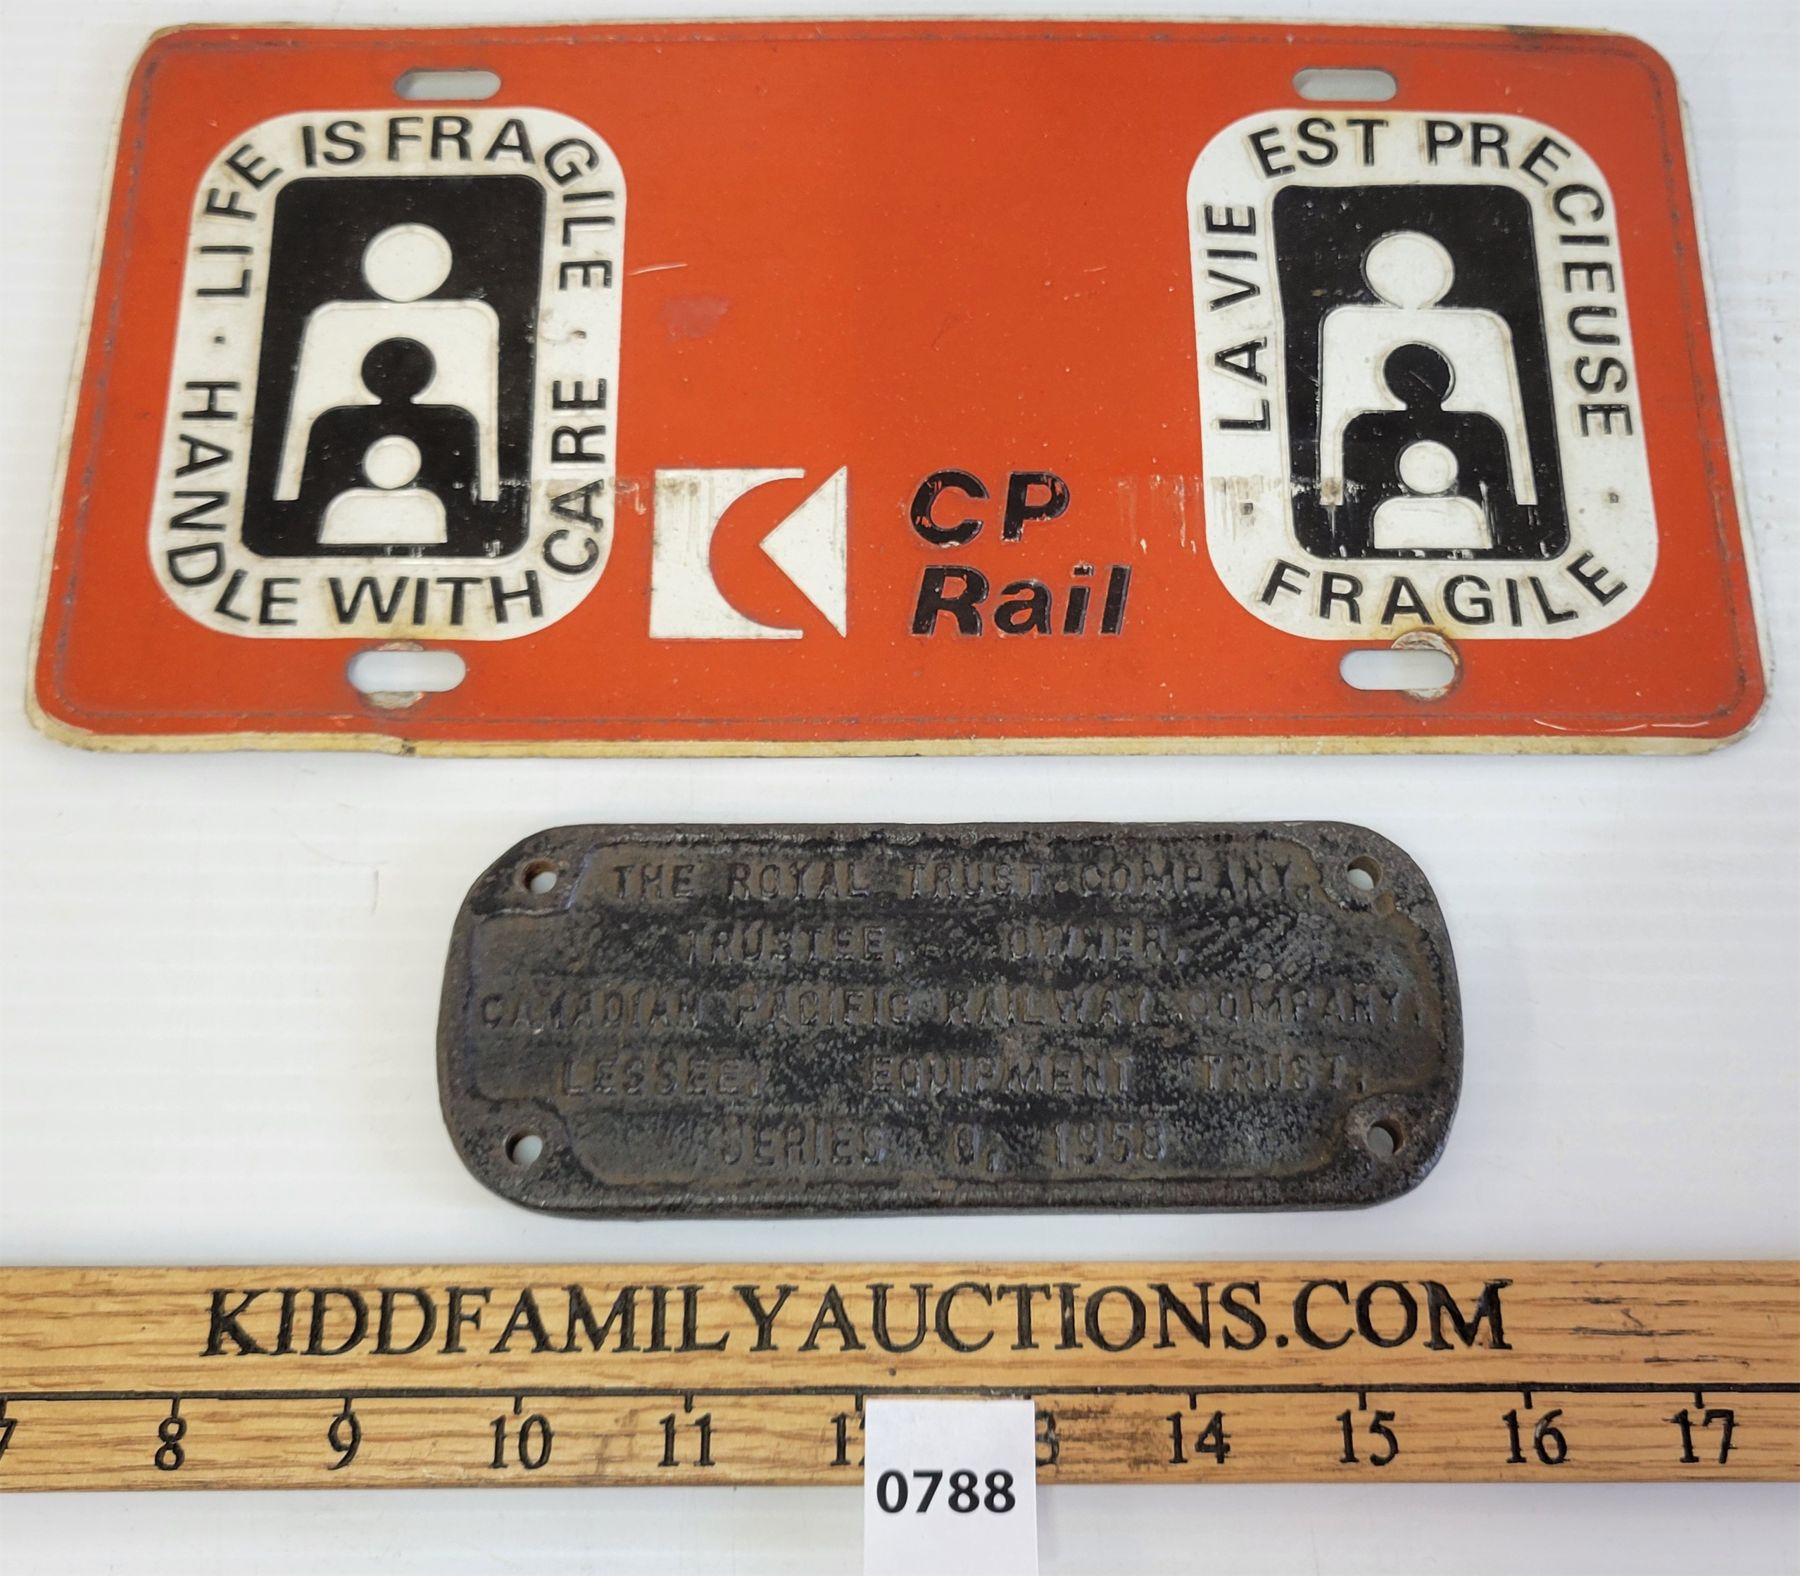 LIFE IS FRAGILE · HANDLE WITH CARE ·
LA VIE EST PRECIEUSE · FRAGILE
CP
Rail
THE ROYAL TRUST COMPANY,
TRUSTEE, OWNER,
CANADIAN PACIFIC RAILWAY COMPANY,
LESSEE, EQUIPMENT TRUST,
SERIES 1958
KIDDFAMILYAUCTIONS.COM
7 8 9 10 11 12 13 14 15 16 17
0788